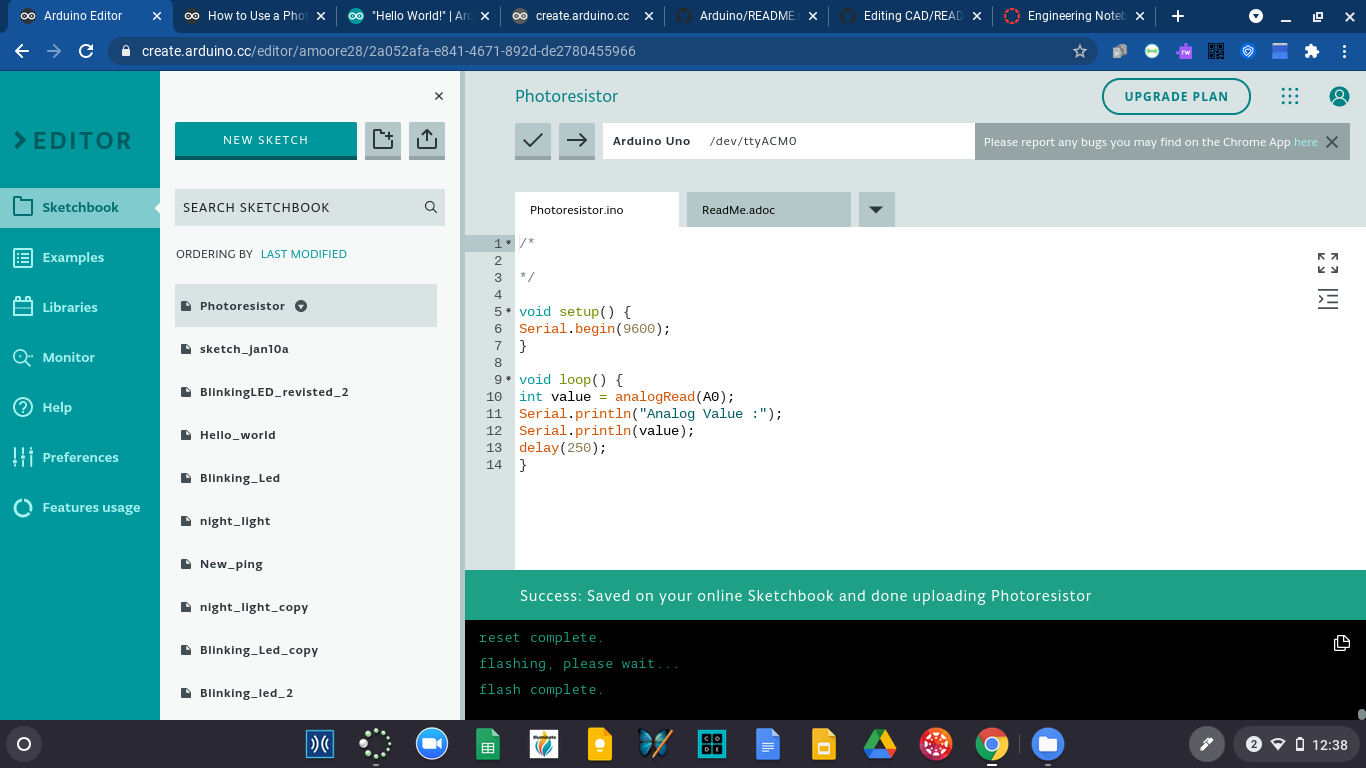 Arduino Editor
How to Use a Phot
"Hello World!" | Ard
create.arduino.cc
Arduino/README.
Editing CAD/READ
Engineering Noteb
create.arduino.cc/editor/amoore28/2a052afa-e841-4671-892d-de2780455966
EDITOR
Sketchbook
Examples
Libraries
Monitor
Help
Preferences
Features usage
NEW SKETCH
SEARCH SKETCHBOOK
ORDERING BY LAST MODIFIED
Photoresistor
sketch_jan10a
BlinkingLED_revisted_2
Hello_world
Blinking_Led
night_light
New_ping
night_light_copy
Blinking_Led_copy
Blinking_led_2
Photoresistor
UPGRADE PLAN
Arduino Uno /dev/ttyACM0
Please report any bugs you may find on the Chrome App here
Photoresistor.ino
ReadMe.adoc
1 /*
2
3 */
4
5 void setup() {
6 Serial.begin(9600);
7 }
8
9 void loop() {
10 int value = analogRead(A0);
11 Serial.println("Analog Value :");
12 Serial.println(value);
13 delay(250);
14 }
Success: Saved on your online Sketchbook and done uploading Photoresistor
reset complete.
flashing, please wait...
flash complete.
2
12:38